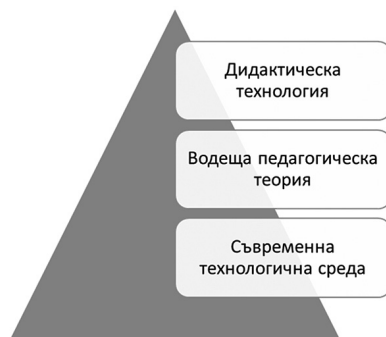 Дидактическа
технология
Водеща педагогическа
теория
Съвременна
технологична среда